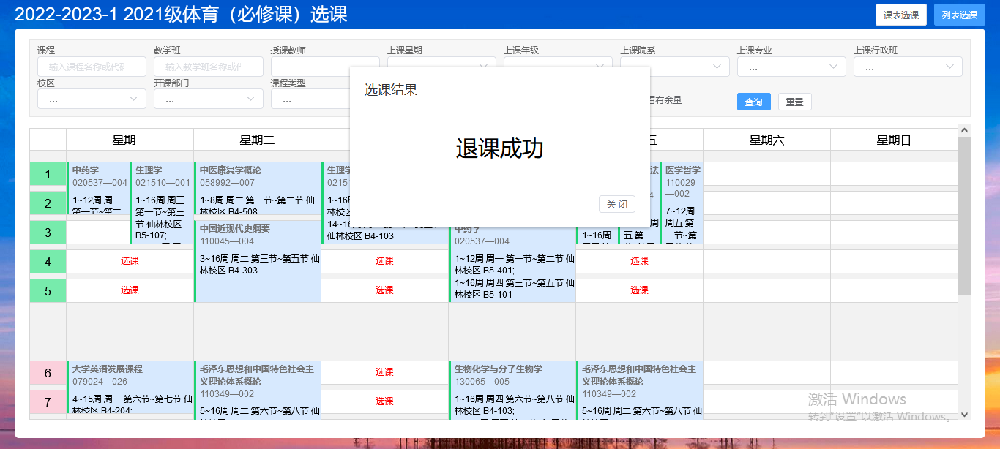 2022-2023-1 2021级体育（必修课）选课
课表选课
列表选课
课程
教学班
授课教师
上课星期
上课年级
上课院系
上课专业
上课行政班
输入课程名称或代码
输入教学班名称或
...
...
校区
开课部门
课程类型
...
...
...
看有余量
查询
重置
选课结果
退课成功
关 闭
星期一
星期二
五
星期六
星期日
1
2
3
4
5
6
7
中药学
020537—004
1~12周 周一
第一节~第二
生理学
021510—001
1~16周 周三
第一节~第三
节 仙林校区
B5-107;
中医康复学概论
058992—007
1~8周 周二 第一节~第二节 仙
林校区 B4-508
生理学
0215
1~16周
林校区
14~16
仙林校区 B4-103
法
4
周
五 第一
1~16周
医学哲学
110029
—002
7~12周
周五 第
一节~第
中国近现代史纲要
110045—004
3~16周 周二 第三节~第五节 仙
林校区 B4-303
中药学
020537—004
1~12周 周一 第一节~第二节 仙
林校区 B5-401;
1~16周 周四 第三节~第五节 仙
林校区 B5-101
选课
选课
选课
选课
选课
选课
大学英语发展课程
079024—026
4~15周 周一 第六节~第七节 仙
林校区 B4-204;
毛泽东思想和中国特色社会主
义理论体系概论
110349—002
5~16周 周二 第六节~第八节 仙
选课
选课
生物化学与分子生物学
130065—005
1~16周 周四 第六节~第八节 仙
林校区 B4-103;
毛泽东思想和中国特色社会主
义理论体系概论
110349—002
5~16周 周二 第六节~第八节 仙
激活 Windows
转到"设置"以激活 Windows。